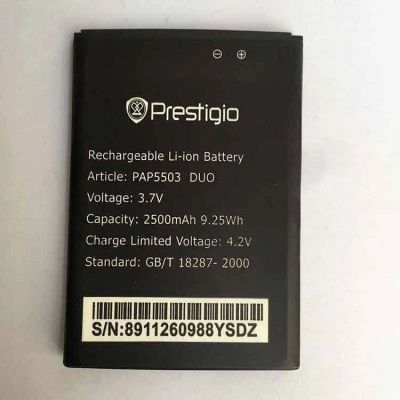 Prestigio
Rechargeable Li-ion Battery
Article: PAP5503 DUO
Voltage: 3.7V
Capacity: 2500mAh 9.25Wh
Charge Limited Voltage: 4.2V
Standard: GB/T 18287- 2000
S/N:8911260988YSDZ